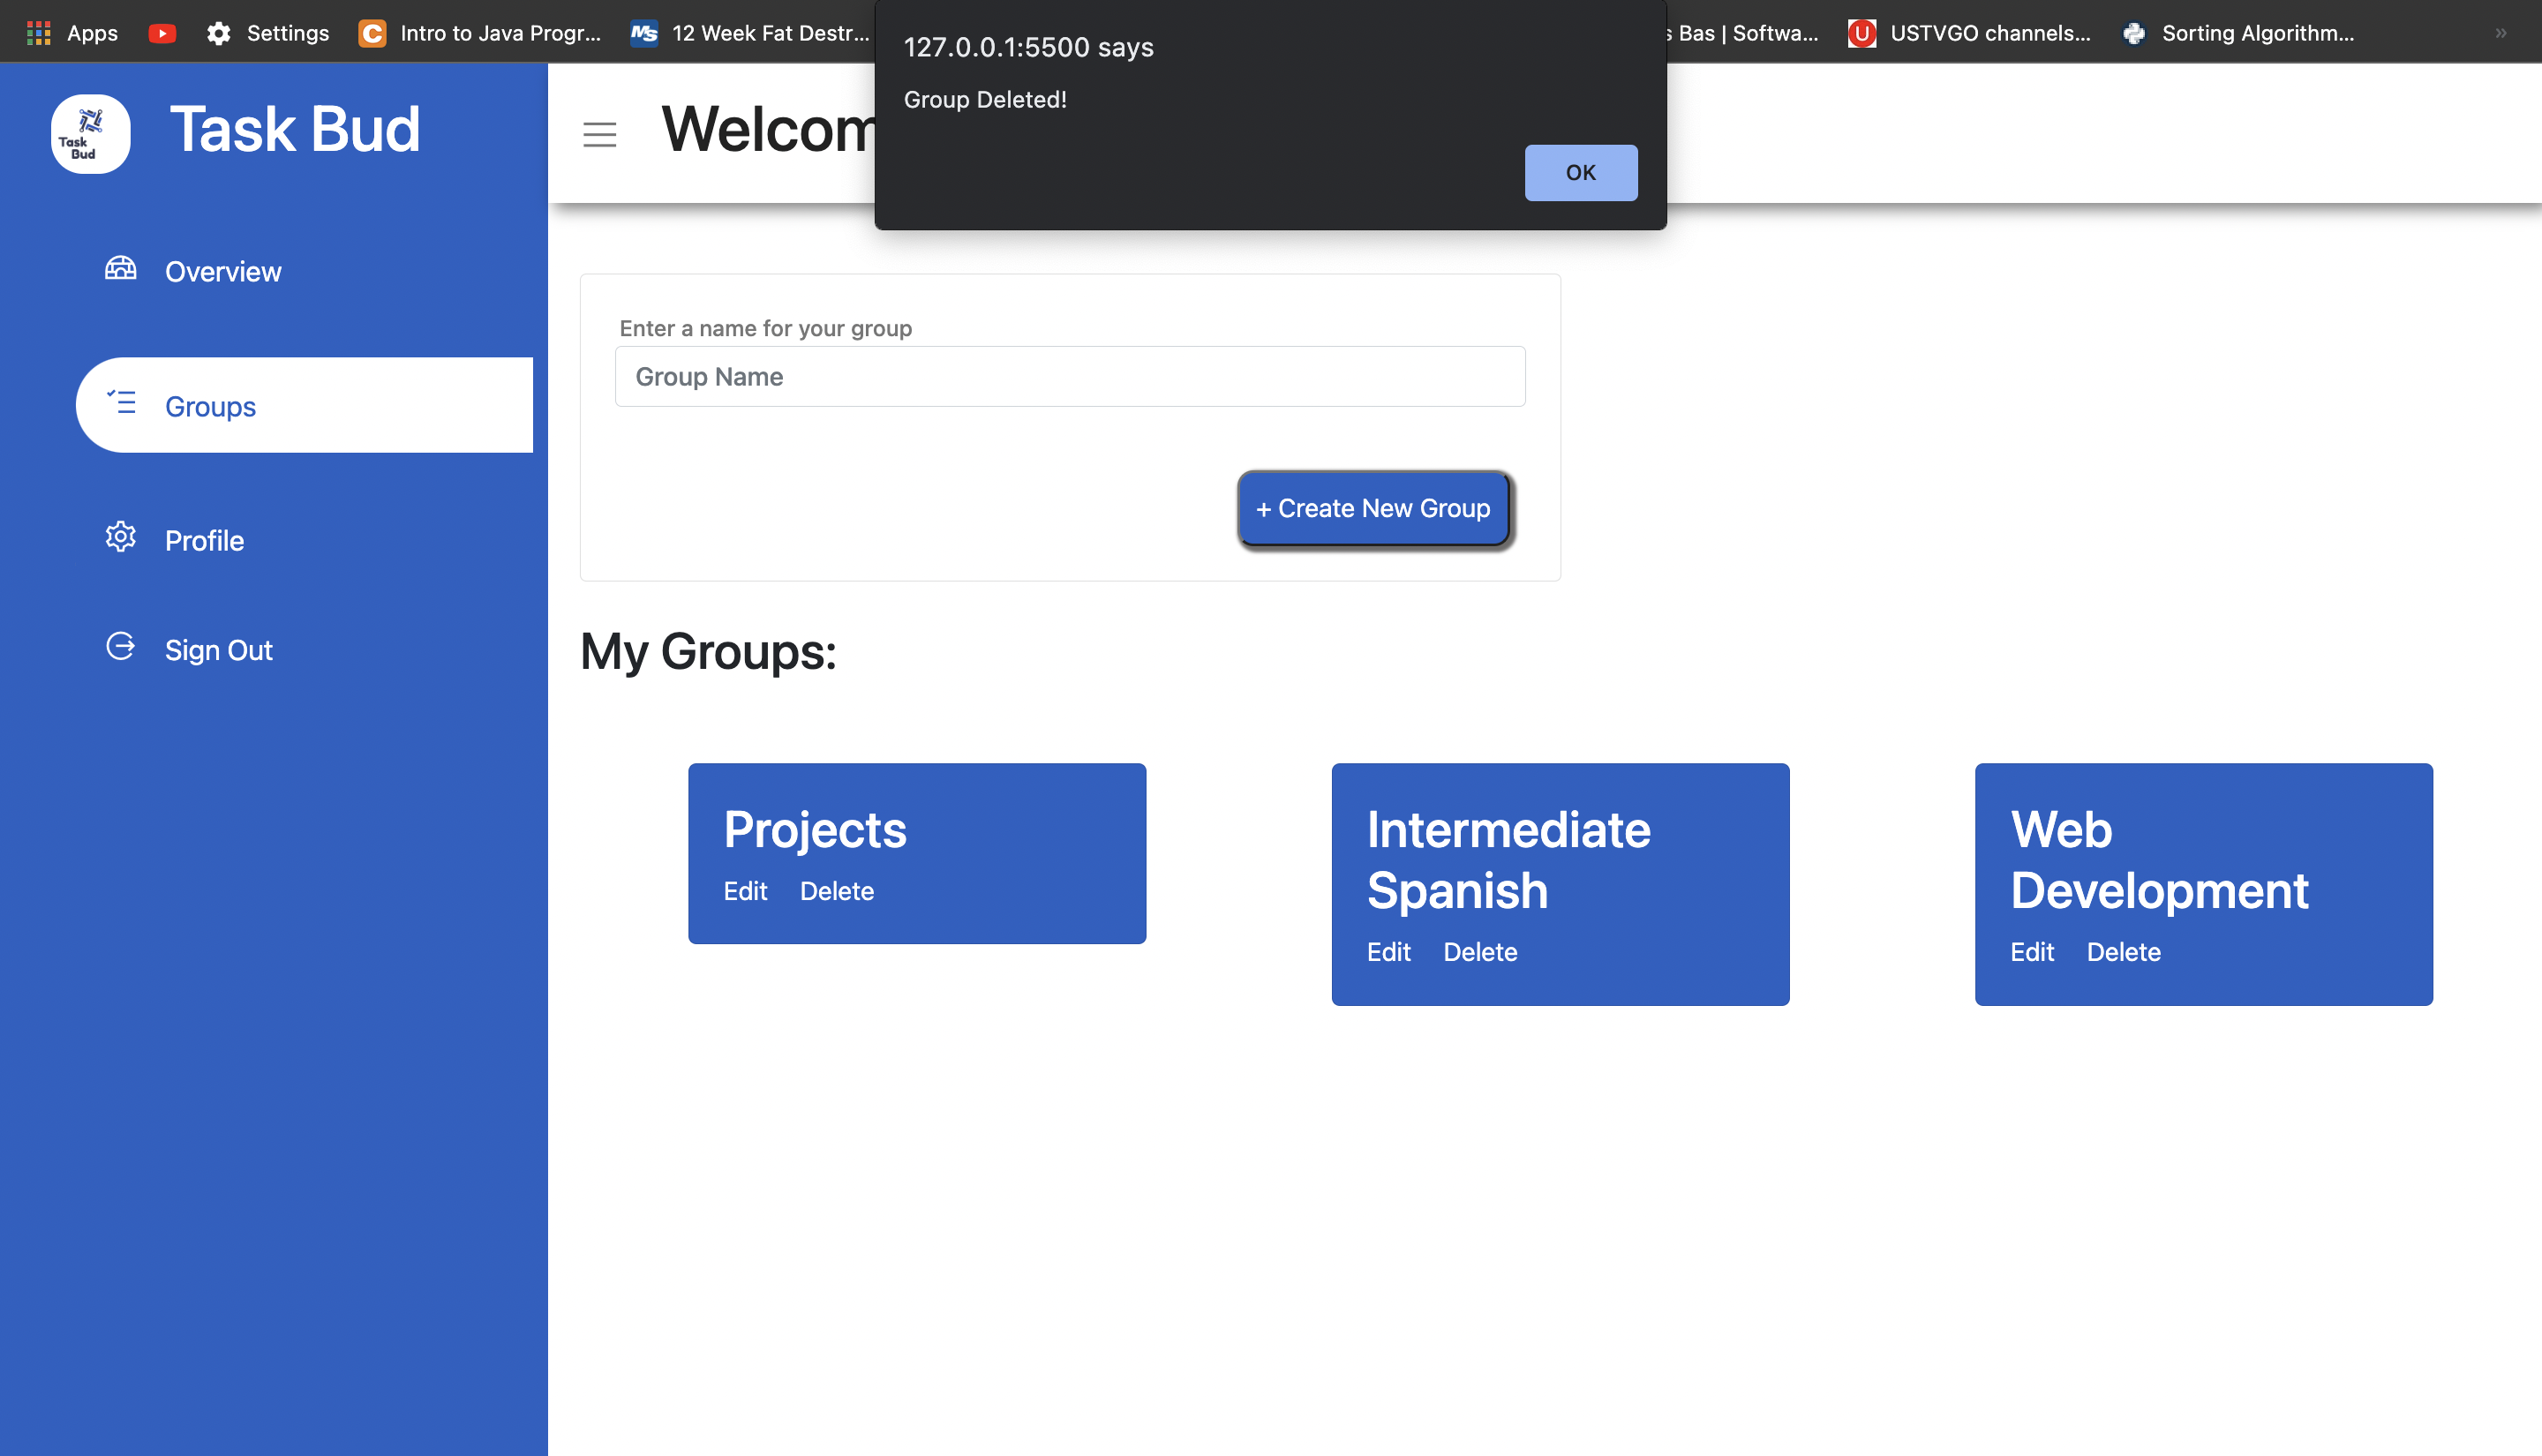 Apps
Settings
Intro to Java Progr...
12 Week Fat Destr...
Bas | Softwa...
USTVGO channels...
Sorting Algorithm...
127.0.0.1:5500 says
Group Deleted!
OK
Task
Bud
Task Bud
Overview
Groups
Profile
Sign Out
Enter a name for your group
Group Name
+ Create New Group
My Groups:
Projects
Edit Delete
Intermediate
Spanish
Edit Delete
Web
Development
Edit Delete